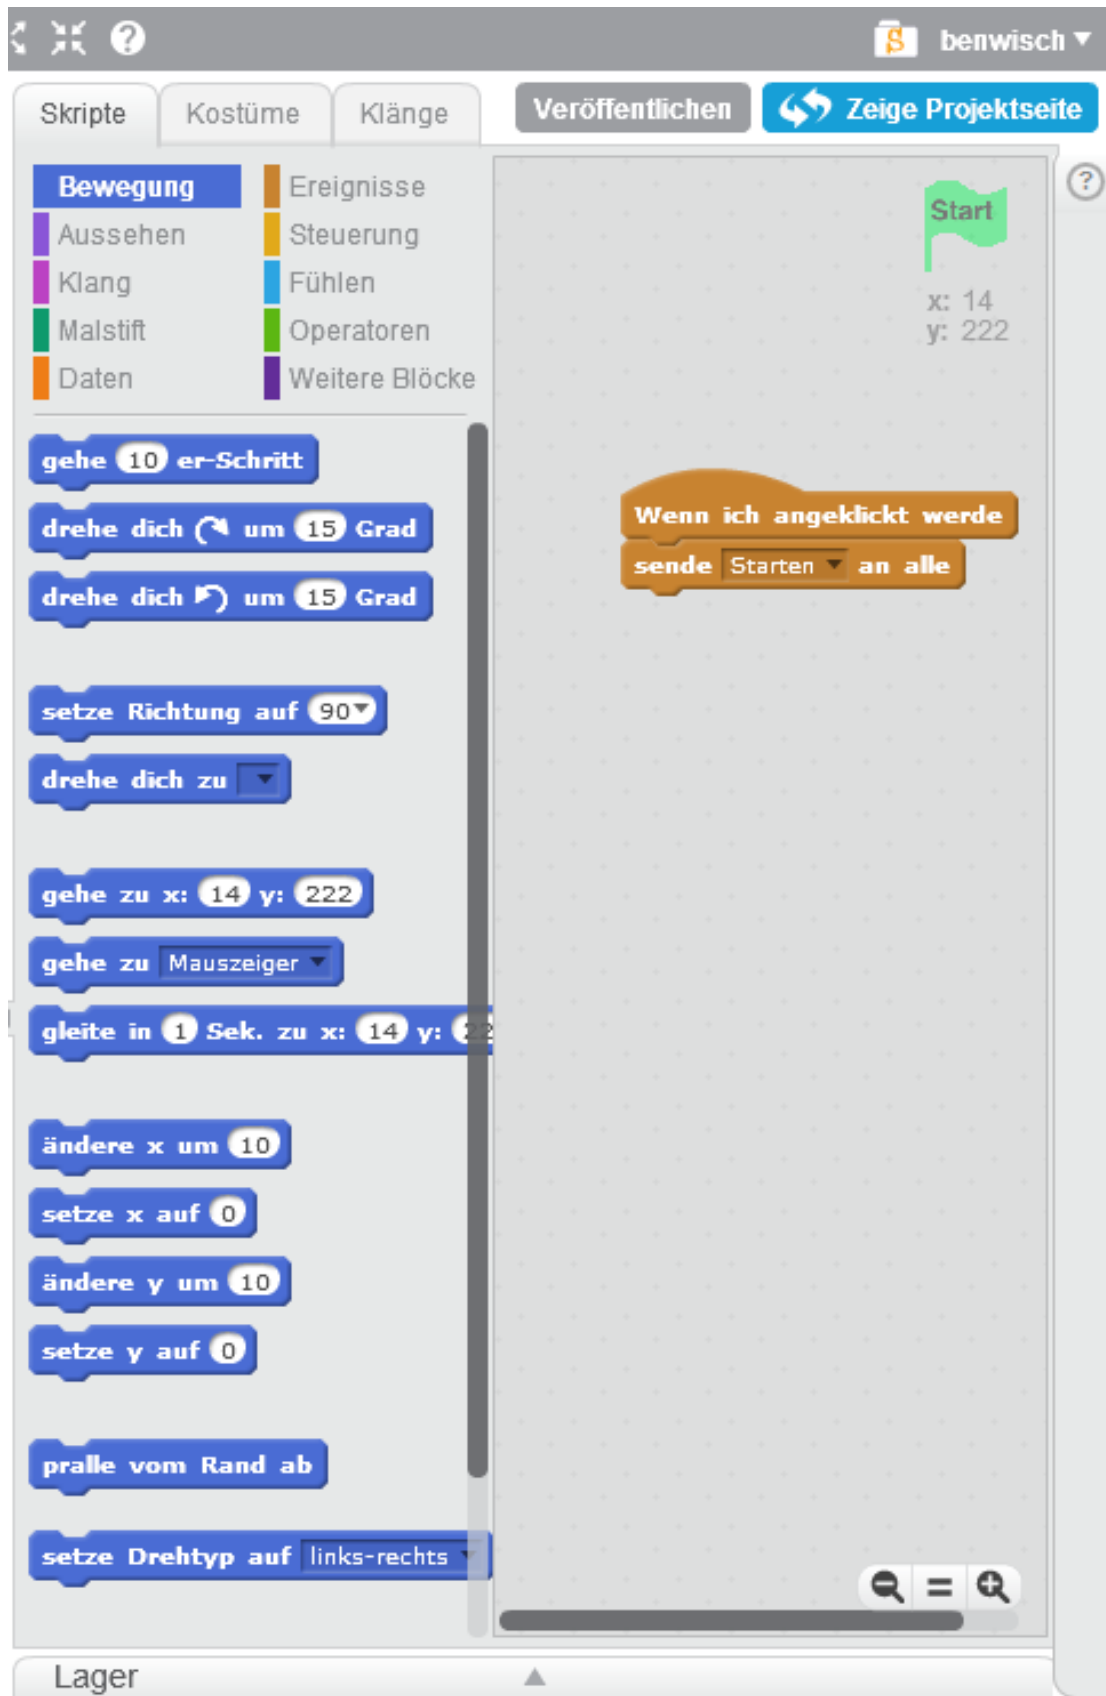 benwisch
Skripte Kostüme Klänge Veröffentlichen Zeige Projektseite
Bewegung Ereignisse
Aussehen Steuerung
Klang Fühlen
Malstift Operatoren
Daten Weitere Blöcke
Start
x: 14
y: 222
gehe 10 er-Schritt
drehe dich um 15 Grad
drehe dich um 15 Grad
setze Richtung auf 90
drehe dich zu
gehe zu x: 14 y: 222
gehe zu Mauszeiger
gleite in 1 Sek. zu x: 14 y: 22
ändere x um 10
setze x auf 0
ändere y um 10
setze y auf 0
pralle vom Rand ab
setze Drehtyp auf links-rechts
Wenn ich angeklickt werde
sende Starten an alle
Lager